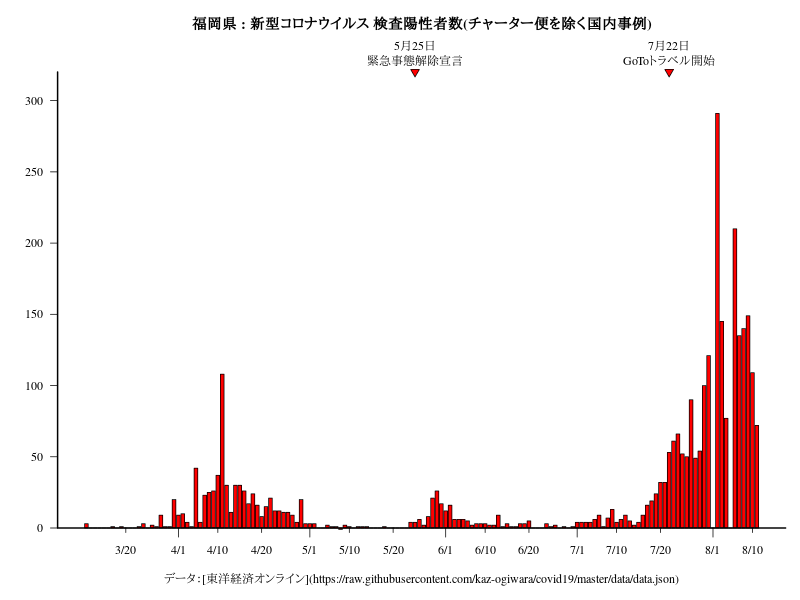 福岡県 : 新型コロナウイルス 検査陽性者数(チャーター便を除く国内事例)
5月25日
緊急事態解除宣言
7月22日
GoToトラベル開始
300
250
200
150
100
50
0
3/20 4/1 4/10 4/20 5/1 5/10 5/20 6/1 6/10 6/20 7/1 7/10 7/20 8/1 8/10
データ:[東洋経済オンライン](https://raw.githubusercontent.com/kaz-ogiwara/covid19/master/data/data.json)